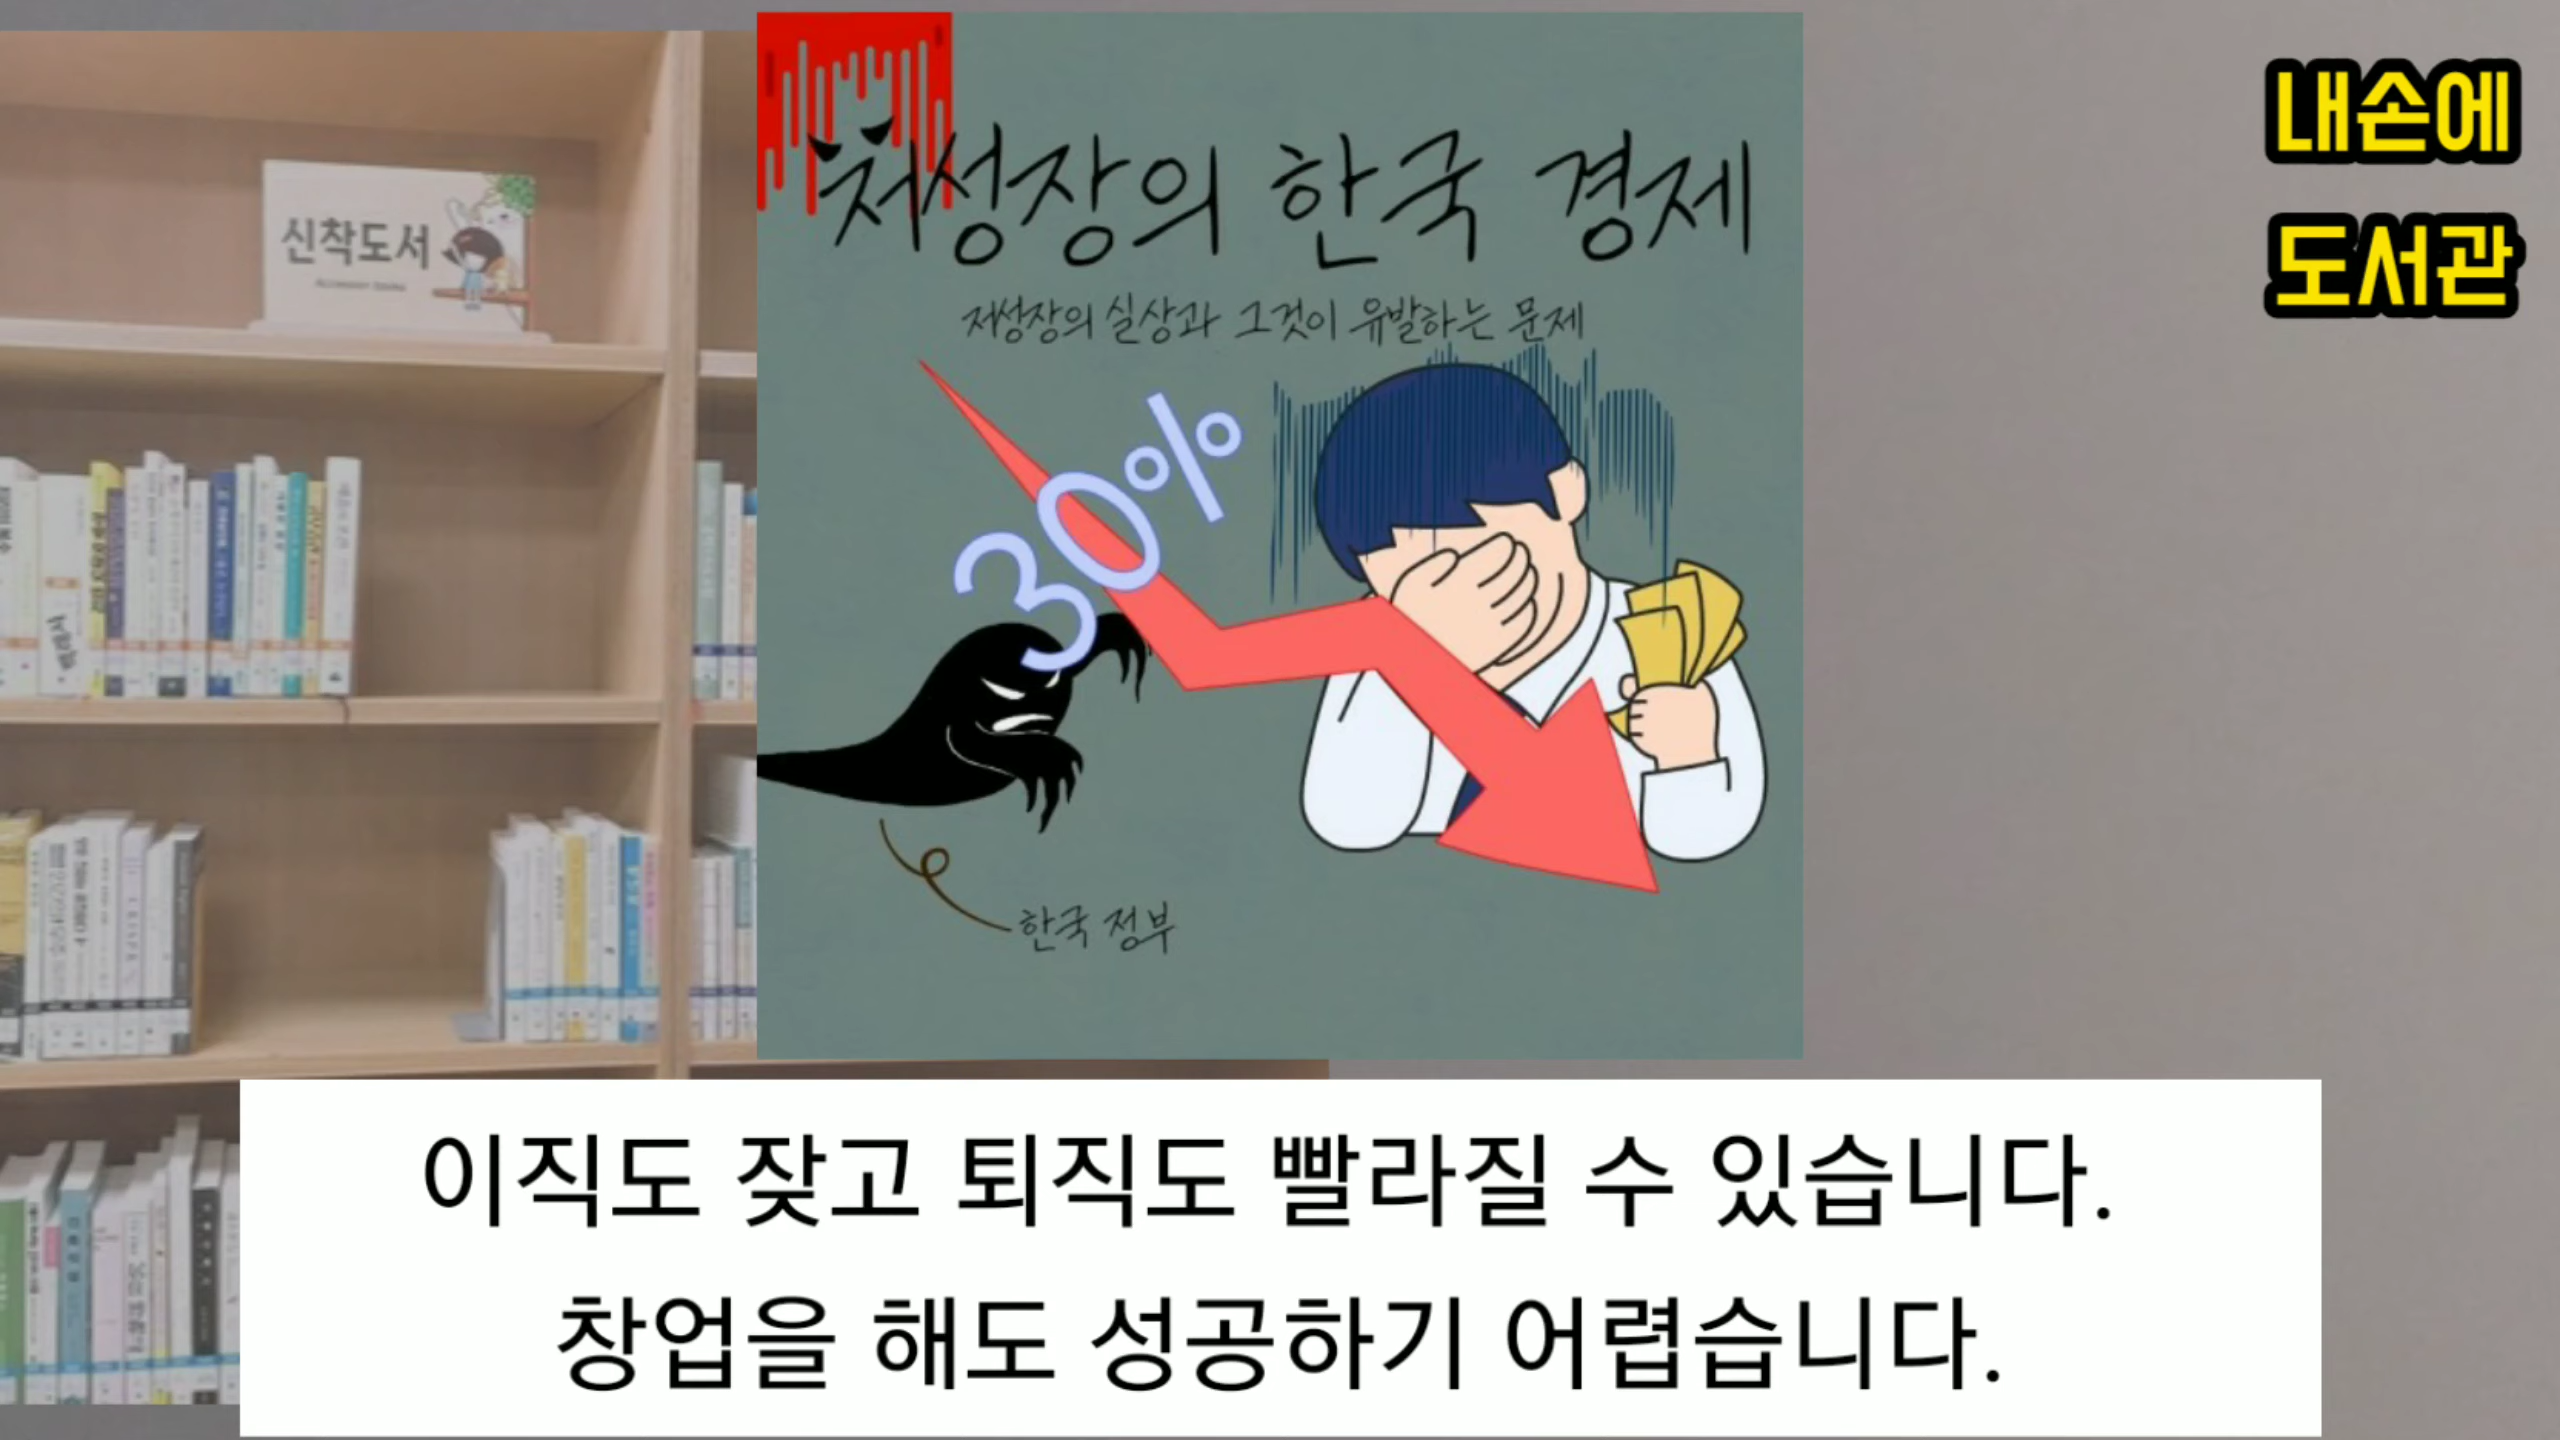 내손에
도서관
신착도서
저성장의 한국 경제
저성장의 실상과 그것이 유발하는 문제
30%
한국 정부
이직도 잦고 퇴직도 빨라질 수 있습니다.
창업을 해도 성공하기 어렵습니다.